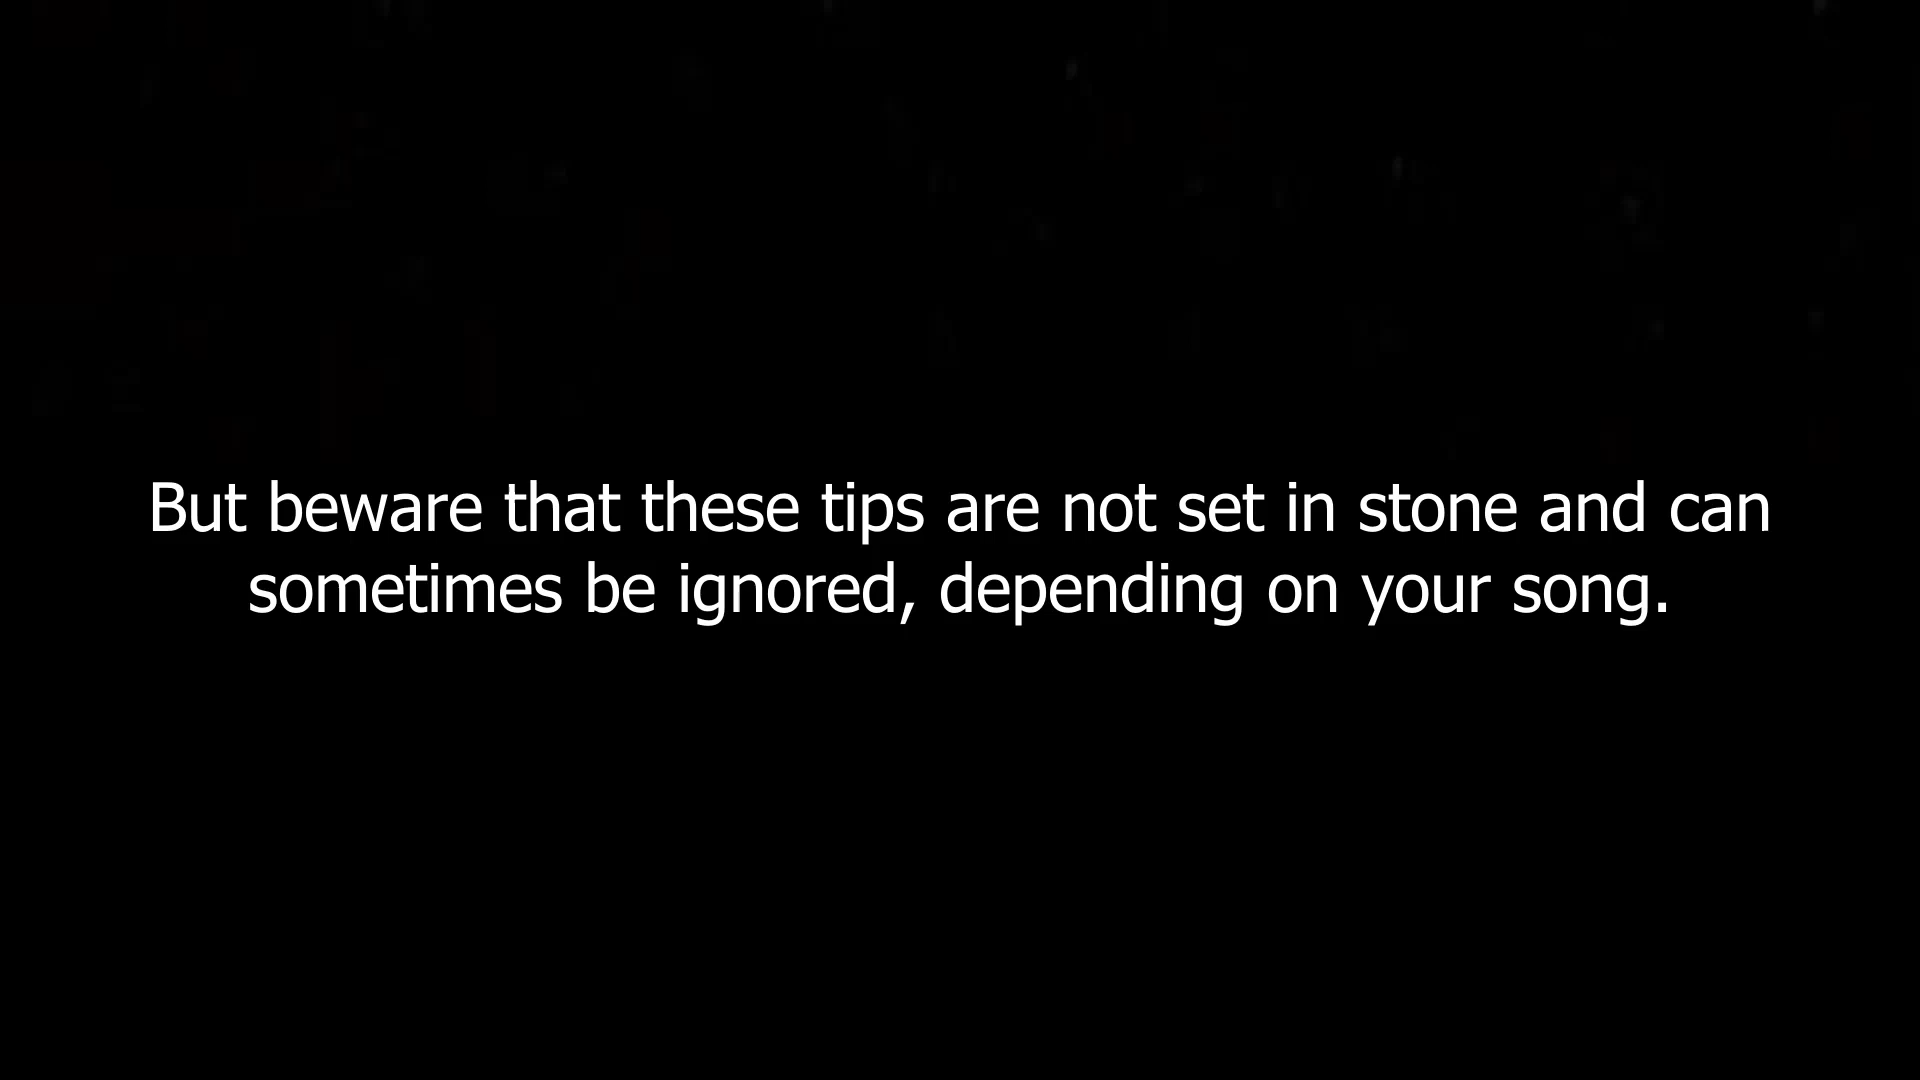 But beware that these tips are not set in stone and can
sometimes be ignored, depending on your song.